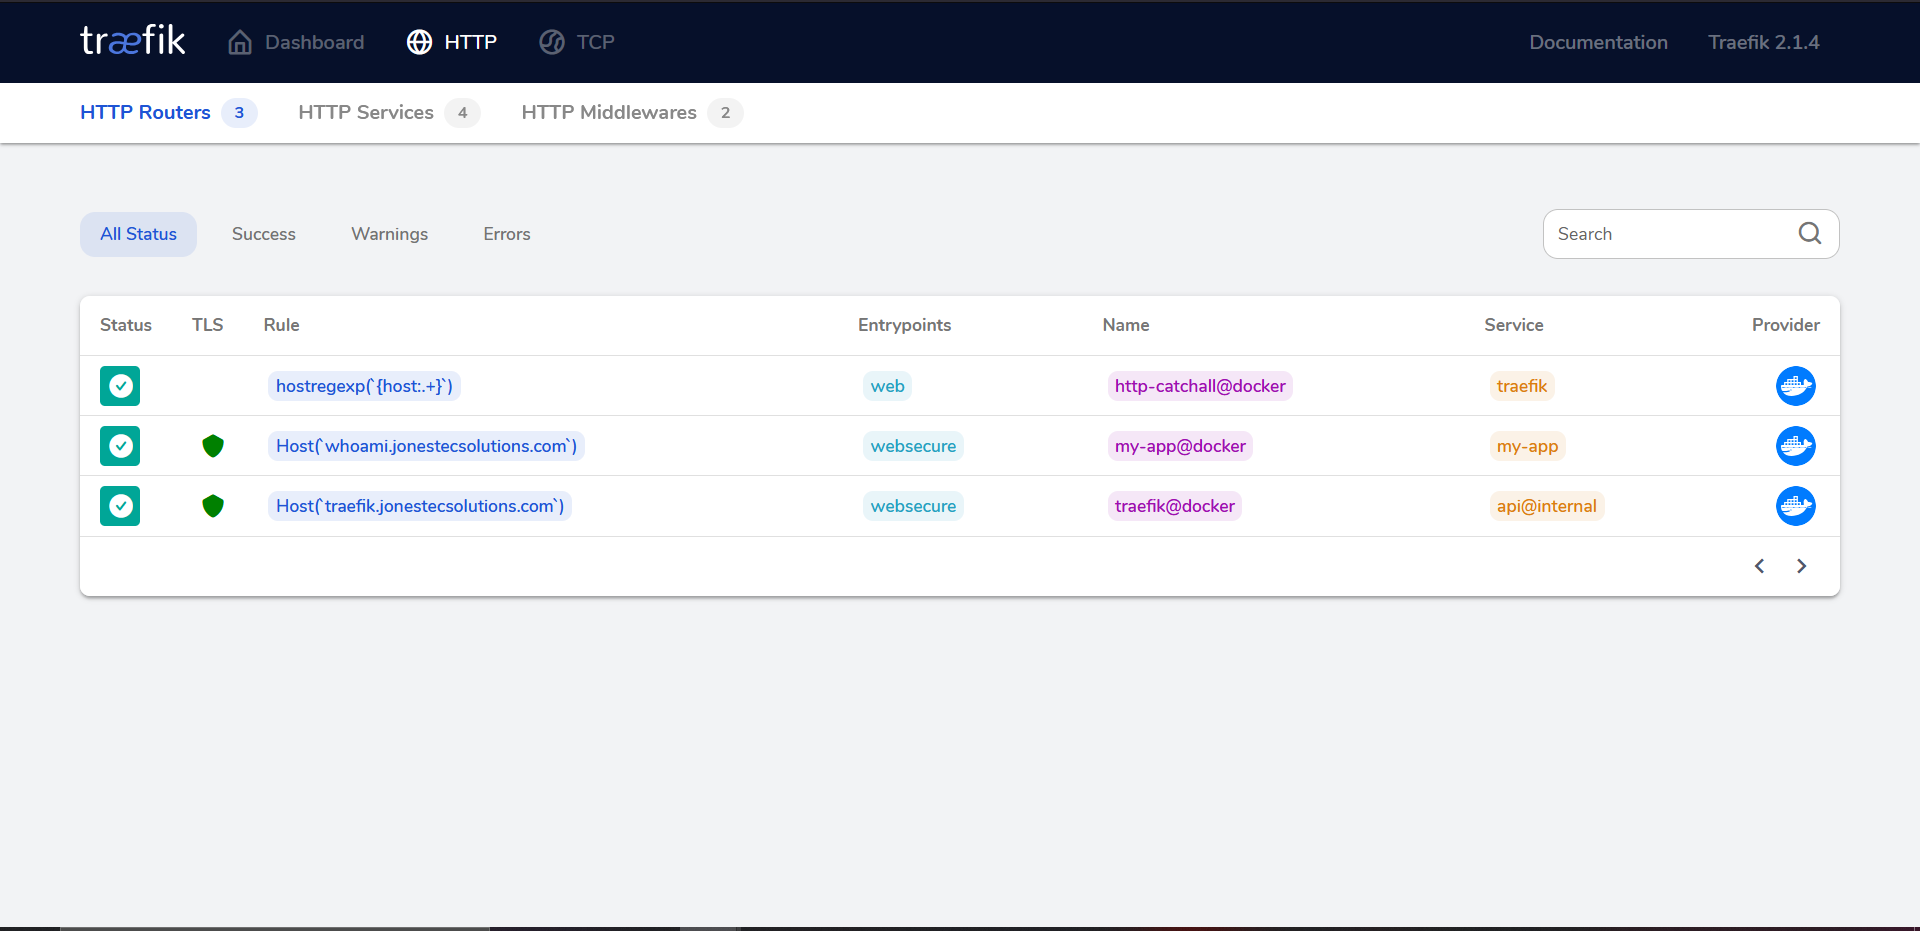 træfik Dashboard HTTP TCP Documentation Traefik 2.1.4
HTTP Routers 3 HTTP Services 4 HTTP Middlewares 2
All Status Success Warnings Errors Search
Status TLS Rule Entrypoints Name Service Provider
hostregexp(`{host:.+}`) web http-catchall@docker traefik
Host(`whoami.jonestecsolutions.com`) websecure my-app@docker my-app
Host(`traefik.jonestecsolutions.com`) websecure traefik@docker api@internal